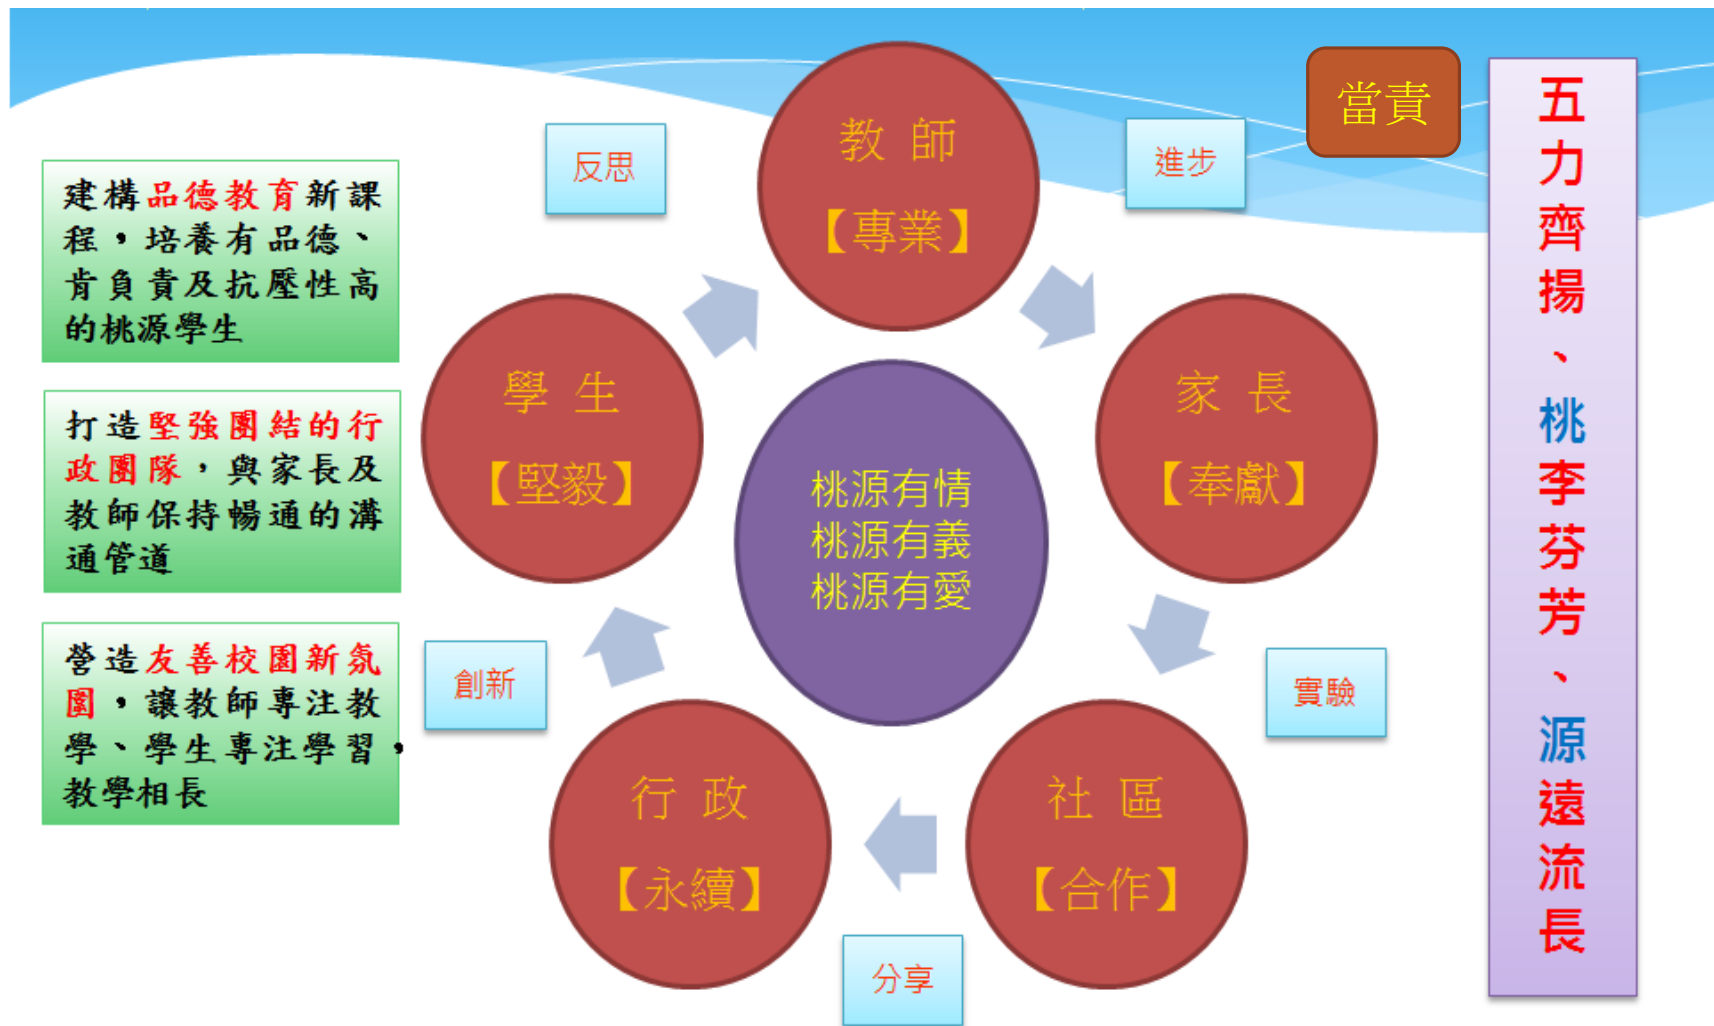 建構品德教育新課
程，培養有品德、
肯負責及抗壓性高
的桃源學生
打造堅強團結的行
政團隊，與家長及
教師保持暢通的溝
通管道
營造友善校園新氛
圍，讓教師專注教
學、學生專注學習，
教學相長
反思
教 師
【專業】
進步
學 生
【堅毅】
家 長
【奉獻】
桃源有情
桃源有義
桃源有愛
創新
實驗
行 政
【永續】
社 區
【合作】
分享
當責
五力齊揚、桃李芬芳、源遠流長